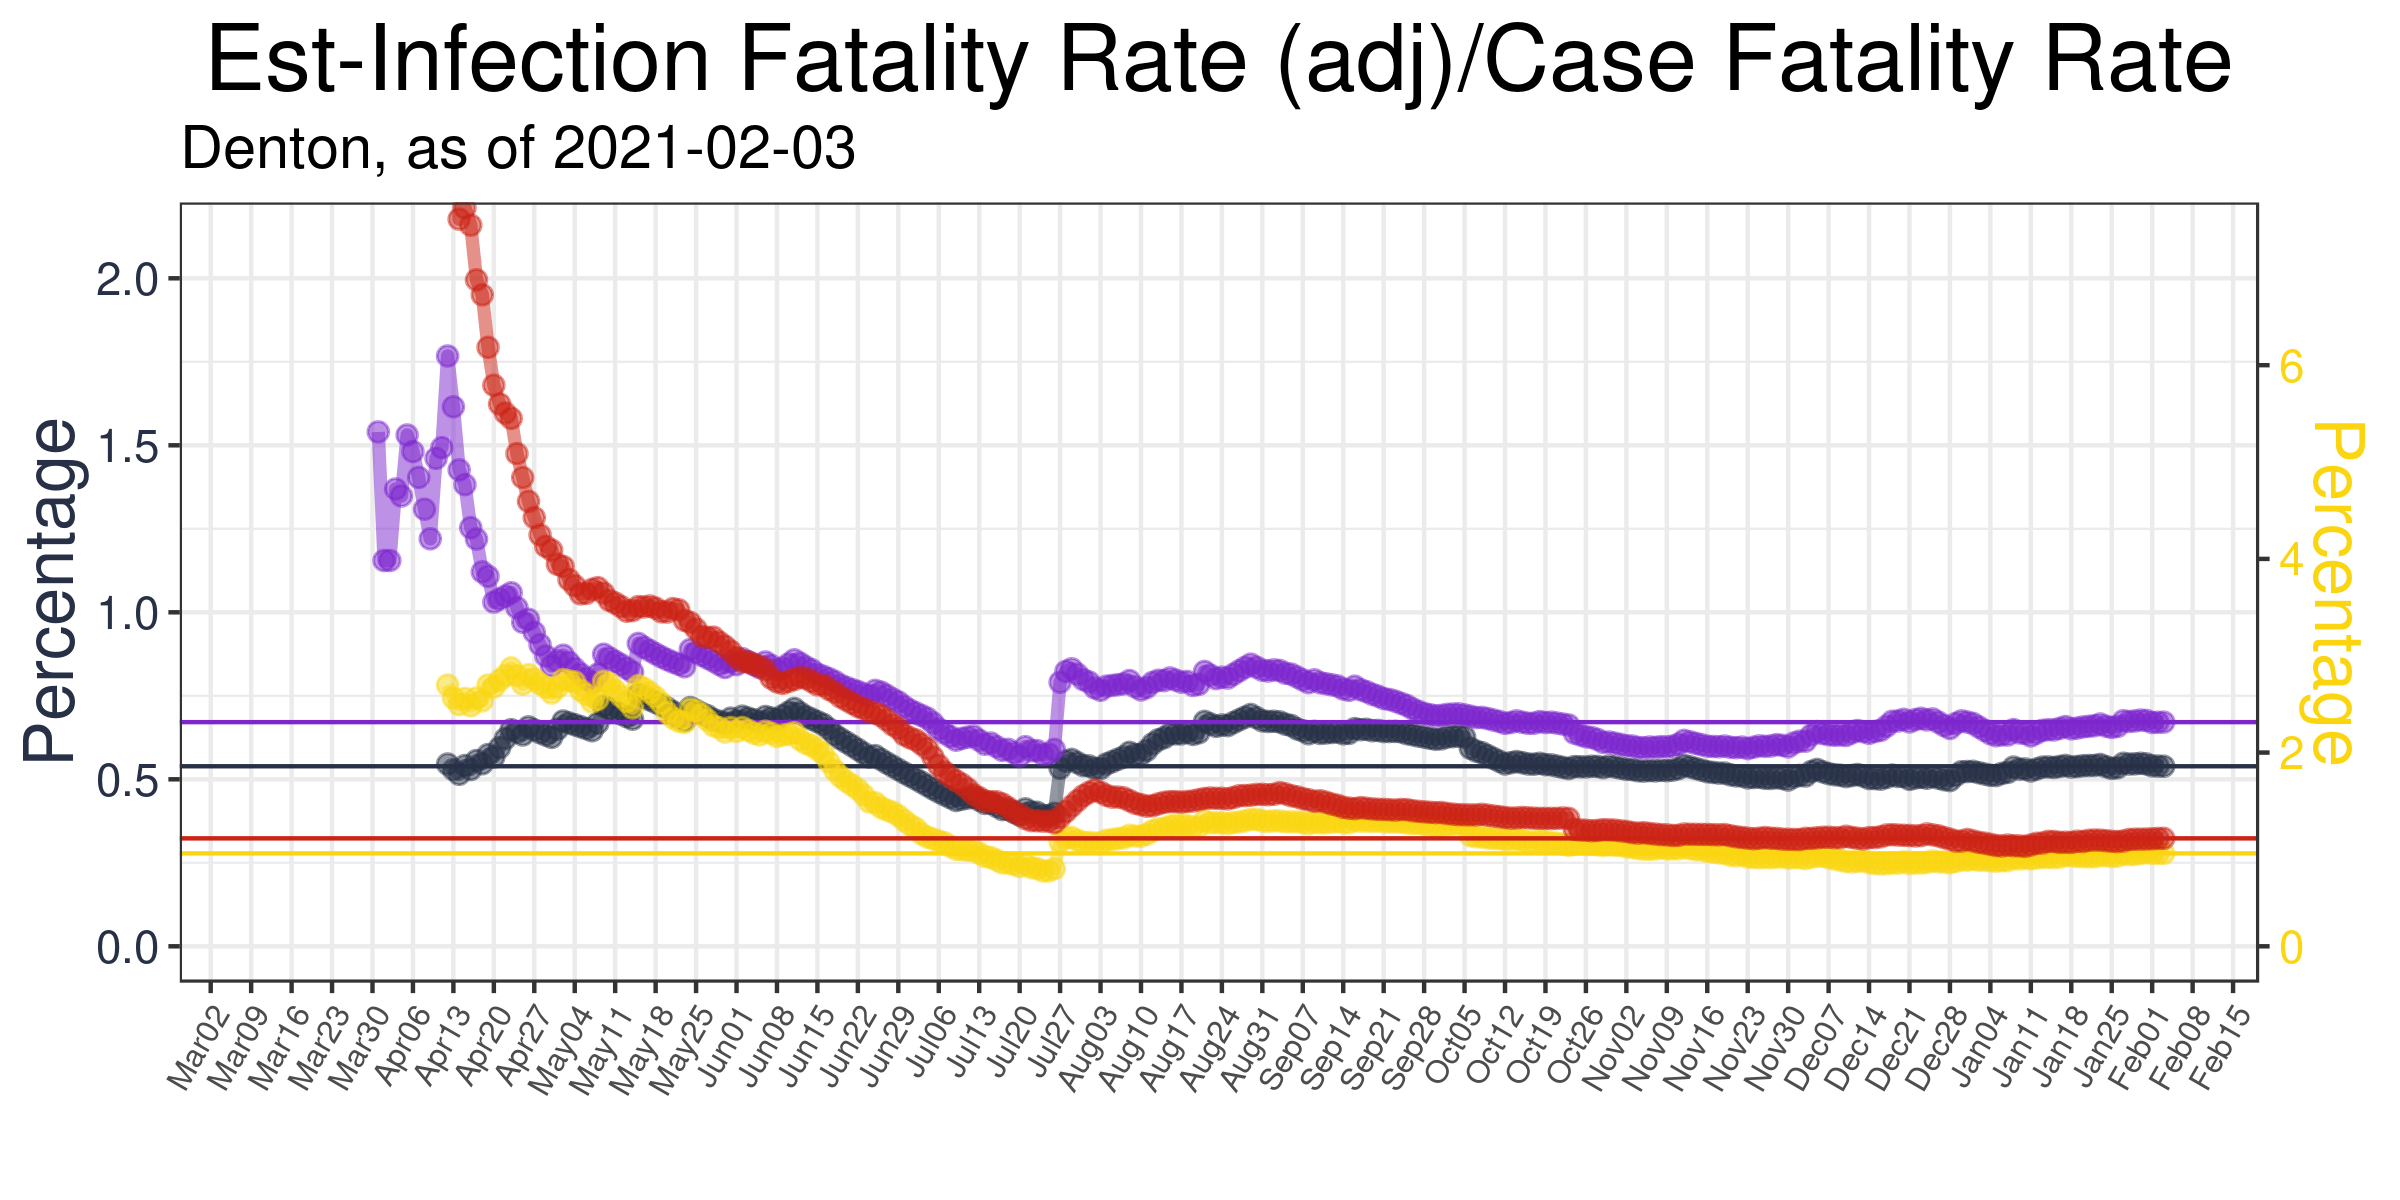 Est-Infection Fatality Rate (adj)/Case Fatality Rate
Denton, as of 2021-02-03
Percentage
2.0
1.5
1.0
0.5
0.0
6
4
2
0
Percentage
Mar02 Mar09 Mar16 Mar23 Mar30 Apr06 Apr13 Apr20 Apr27 May04 May11 May18 May25 Jun01 Jun08 Jun15 Jun22 Jun29 Jul06 Jul13 Jul20 Jul27 Aug03 Aug10 Aug17 Aug24 Aug31 Sep07 Sep14 Sep21 Sep28 Oct05 Oct12 Oct19 Oct26 Nov02 Nov09 Nov16 Nov23 Nov30 Dec07 Dec14 Dec21 Dec28 Jan04 Jan11 Jan18 Jan25 Feb01 Feb08 Feb15